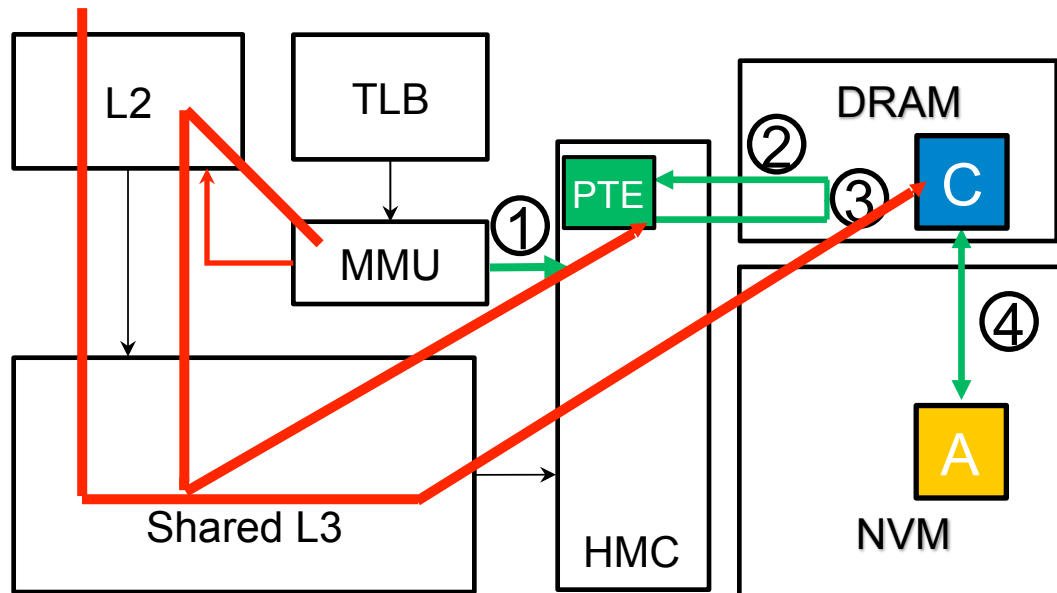 L2
TLB
DRAM
②
PTE
③
C
①
MMU
④
A
Shared L3
HMC
NVM